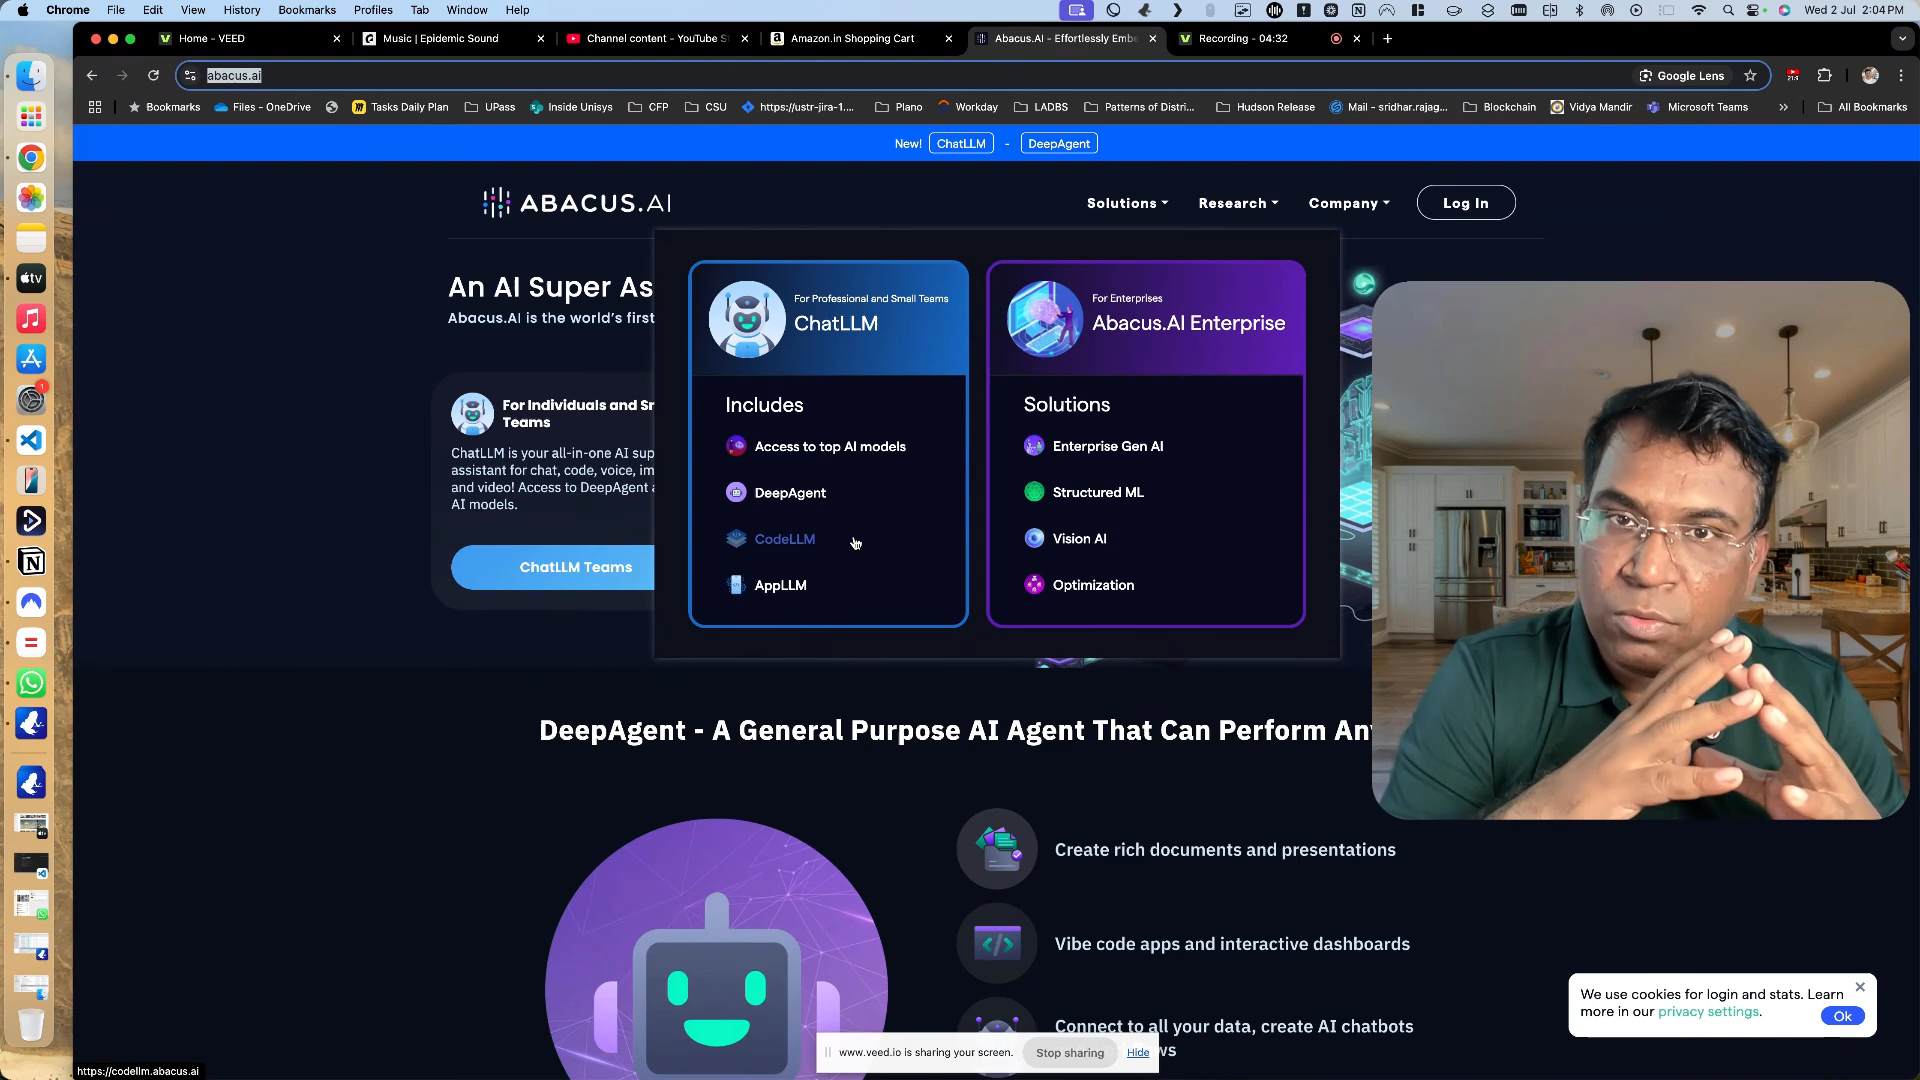 Chrome File Edit View History Bookmarks Profiles Tab Window Help
Wed 2 Jul 2:04 PM
Home - VEED
Music | Epidemic Sound
Channel content - YouTube St
Amazon.in Shopping Cart
Abacus.AI - Effortlessly Embe
Recording - 04:32
abacus.ai
Google Lens
Bookmarks
Files - OneDrive
Tasks Daily Plan
UPass
Inside Unisys
CFP
CSU
https://ustr-jira-1....
Plano
Workday
LADBS
Patterns of Distri...
Hudson Release
Mail - sridhar.rajag...
Blockchain
Vidya Mandir
Microsoft Teams
All Bookmarks
New! ChatLLM - DeepAgent
ABACUS.AI
Solutions
Research
Company
Log In
An AI Super As
Abacus.AI is the world's first
For Individuals and Sr
Teams
ChatLLM is your all-in-one AI sup
assistant for chat, code, voice, im
and video! Access to DeepAgent a
AI models.
ChatLLM Teams
For Professional and Small Teams
ChatLLM
Includes
Access to top AI models
DeepAgent
CodeLLM
AppLLM
For Enterprises
Abacus.AI Enterprise
Solutions
Enterprise Gen AI
Structured ML
Vision AI
Optimization
DeepAgent - A General Purpose AI Agent That Can Perform An
Create rich documents and presentations
Vibe code apps and interactive dashboards
Connect to all your data, create AI chatbots
We use cookies for login and stats. Learn
more in our privacy settings.
Ok
www.veed.io is sharing your screen.
Stop sharing
Hide
https://codellm.abacus.ai